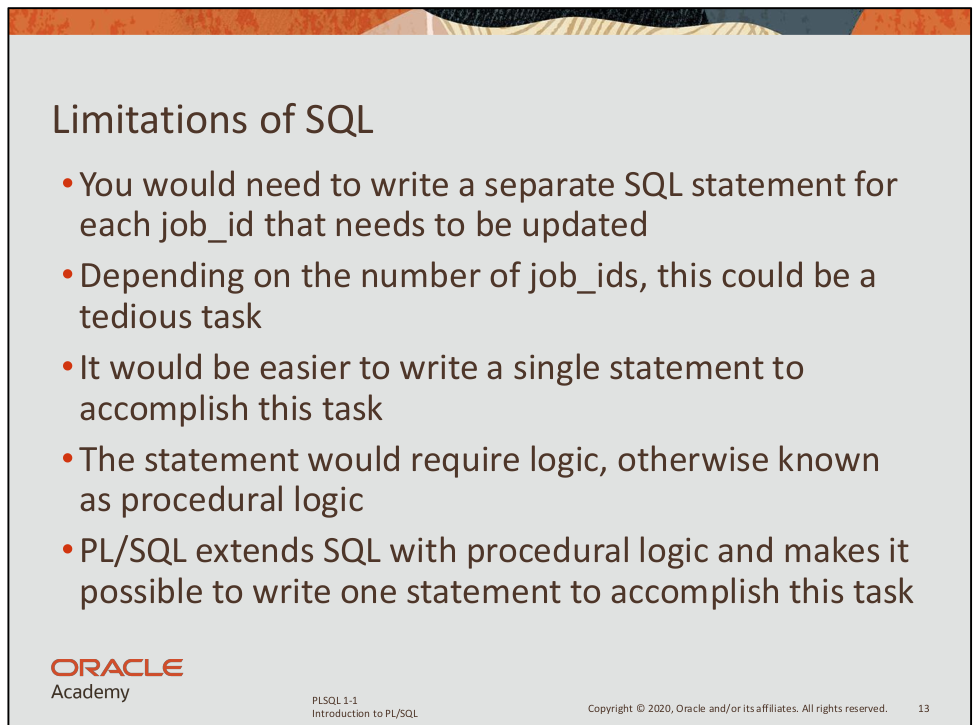 Limitations of SQL
• You would need to write a separate SQL statement for
each job_id that needs to be updated
• Depending on the number of job_ids, this could be a
tedious task
• It would be easier to write a single statement to
accomplish this task
• The statement would require logic, otherwise known
as procedural logic
• PL/SQL extends SQL with procedural logic and makes it
possible to write one statement to accomplish this task
ORACLE
Academy
PLSQL 1-1
Introduction to PL/SQL
Copyright © 2020, Oracle and/or its affiliates. All rights reserved.
13